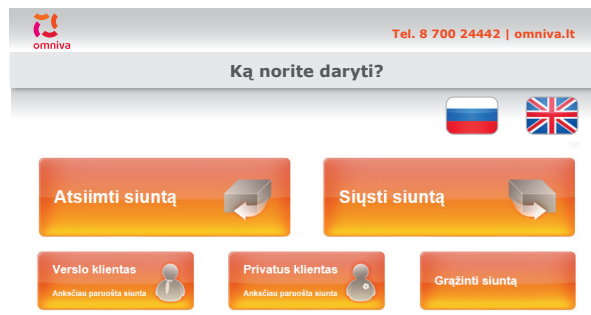 omniva
Tel. 8 700 24442 | omniva.lt
Ką norite daryti?
Atsiimti siuntą
Siųsti siuntą
Verslo klientas
Anksčiau paruošta siunta
Privatus klientas
Anksčiau paruošta siunta
Grąžinti siuntą